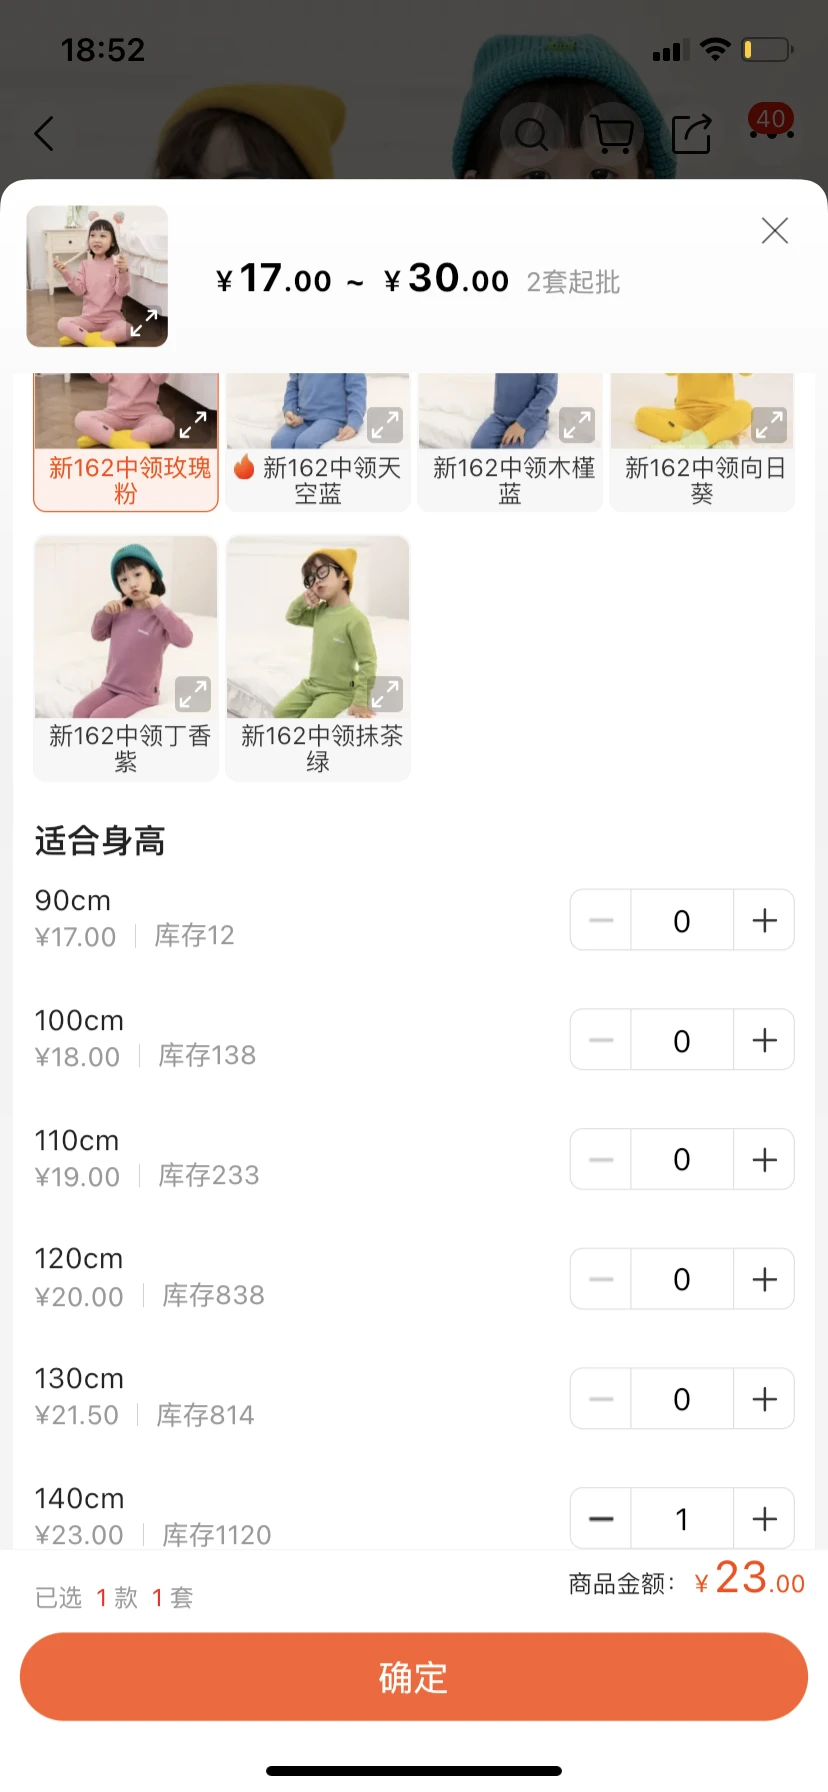 18:52
40
¥17.00 ~ ¥30.00 2套起批
新162中领玫瑰
粉
新162中领天
空蓝
新162中领木槿
蓝
新162中领向日
葵
新162中领丁香
紫
新162中领抹茶
绿
适合身高
90cm
¥17.00 库存12
0
100cm
¥18.00 库存138
0
110cm
¥19.00 库存233
0
120cm
¥20.00 库存838
0
130cm
¥21.50 库存814
0
140cm
¥23.00 库存1120
1
已选 1 款 1 套
商品金额: ¥23.00
确定